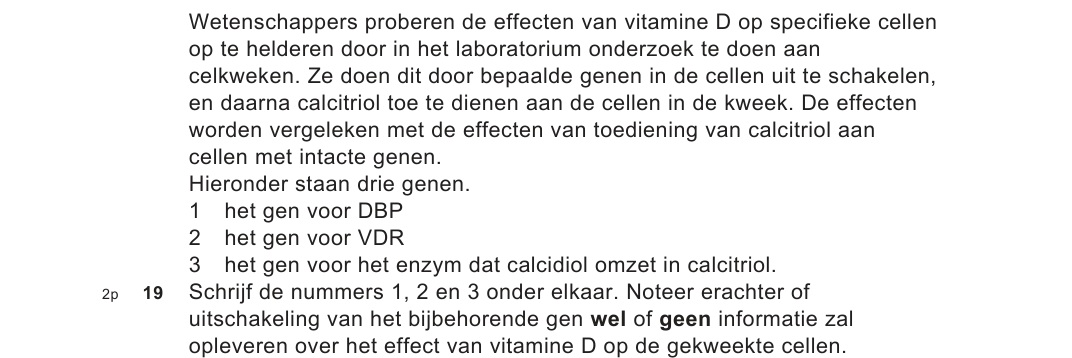 Wetenschappers proberen de effecten van vitamine D op specifieke cellen
op te helderen door in het laboratorium onderzoek te doen aan
celkweken. Ze doen dit door bepaalde genen in de cellen uit te schakelen,
en daarna calcitriol toe te dienen aan de cellen in de kweek. De effecten
worden vergeleken met de effecten van toediening van calcitriol aan
cellen met intacte genen.
Hieronder staan drie genen.
1 het gen voor DBP
2 het gen voor VDR
3 het gen voor het enzym dat calcidiol omzet in calcitriol.
2p 19 Schrijf de nummers 1, 2 en 3 onder elkaar. Noteer erachter of
uitschakeling van het bijbehorende gen wel of geen informatie zal
opleveren over het effect van vitamine D op de gekweekte cellen.